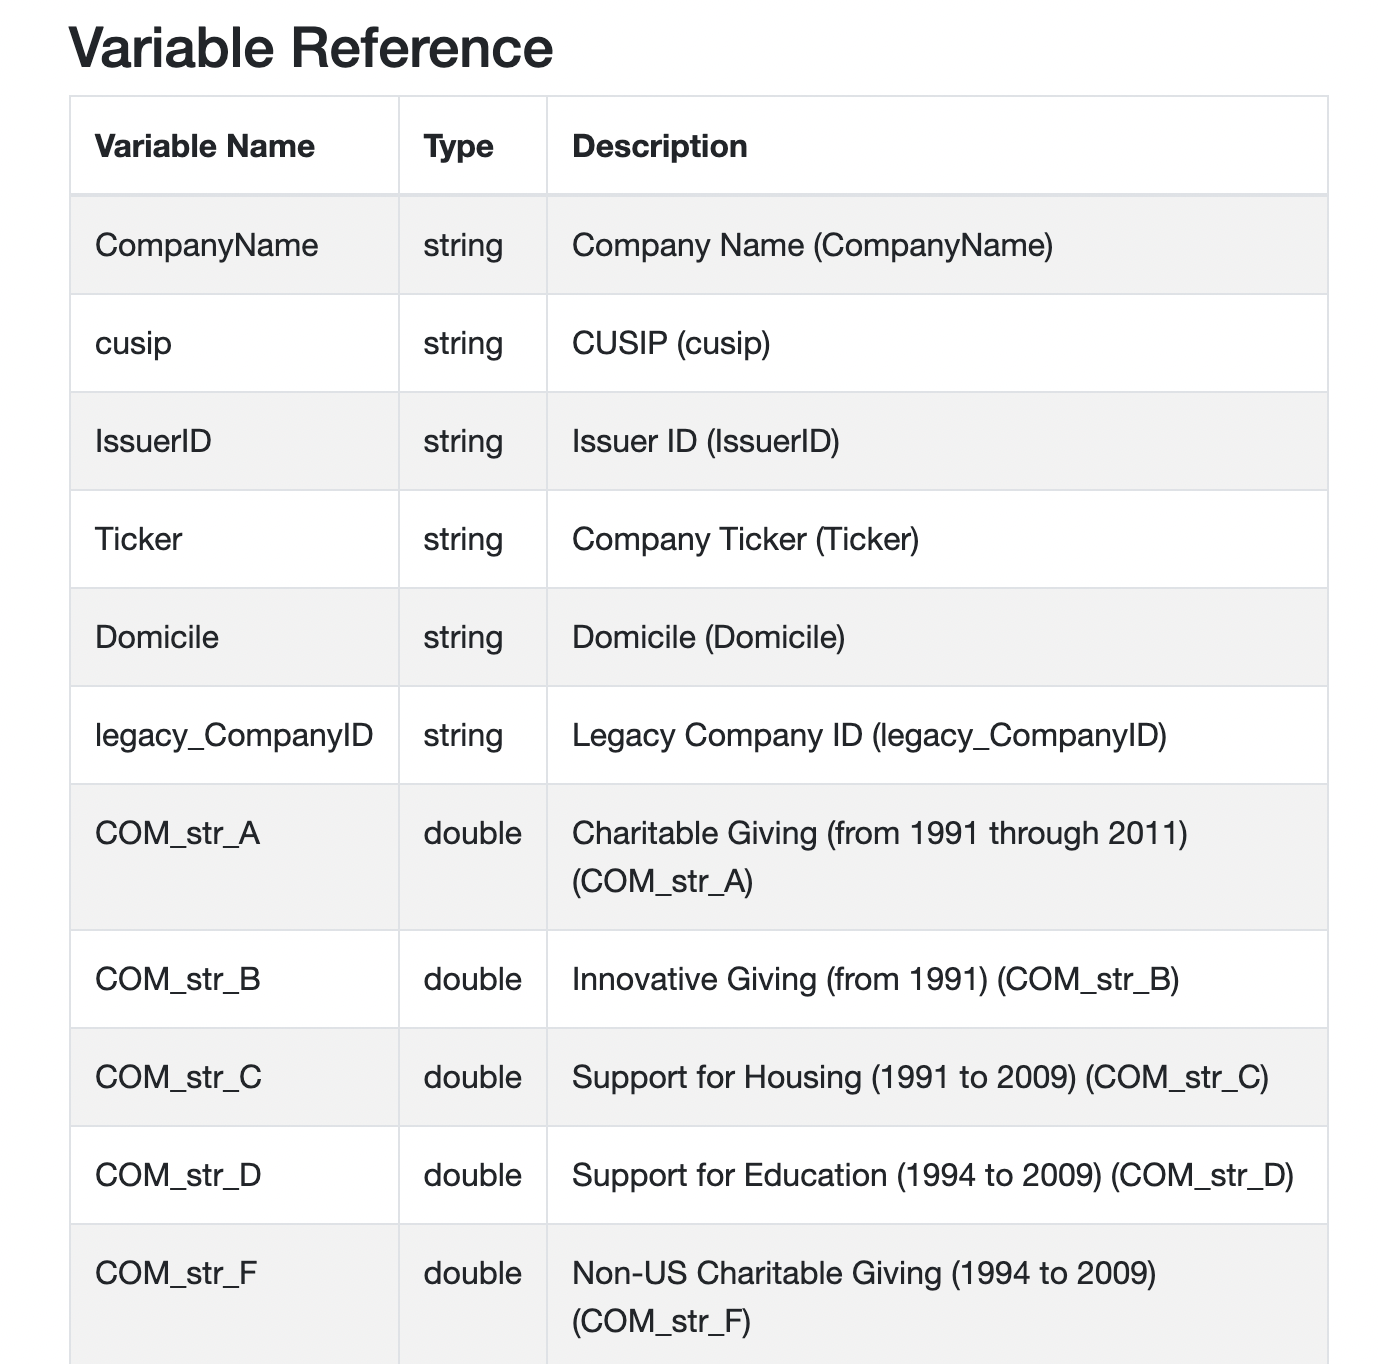 Variable Reference
Variable Name Type Description
CompanyName string Company Name (CompanyName)
cusip string CUSIP (cusip)
IssuerID string Issuer ID (IssuerID)
Ticker string Company Ticker (Ticker)
Domicile string Domicile (Domicile)
legacy_CompanyID string Legacy Company ID (legacy_CompanyID)
COM_str_A double Charitable Giving (from 1991 through 2011)
(COM_str_A)
COM_str_B double Innovative Giving (from 1991) (COM_str_B)
COM_str_C double Support for Housing (1991 to 2009) (COM_str_C)
COM_str_D double Support for Education (1994 to 2009) (COM_str_D)
COM_str_F double Non-US Charitable Giving (1994 to 2009)
(COM_str_F)